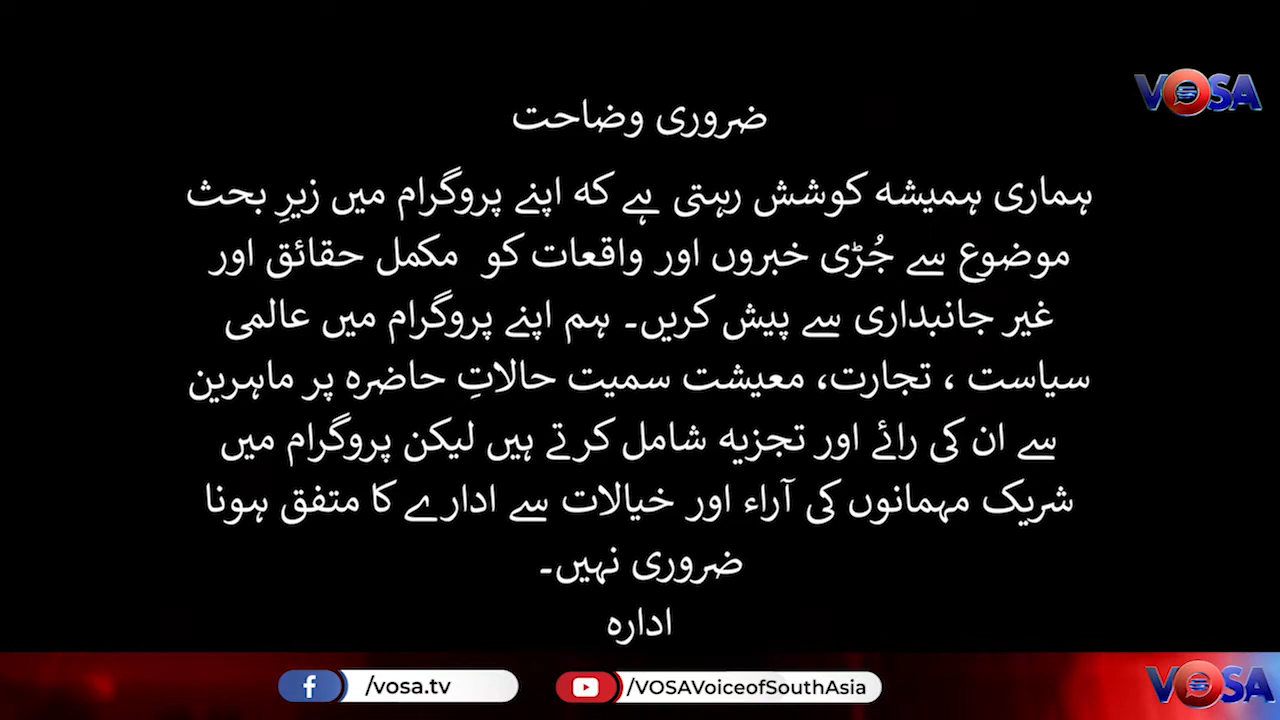 VOSA
ضروری وضاحت
ہماری ہمیشہ کوشش رہتی ہے کہ اپنے پروگرام میں زیرِ بحث
موضوع سے جُڑی خبروں اور واقعات کو مکمل حقائق اور
غیر جانبداری سے پیش کریں۔ ہم اپنے پروگرام میں عالمی
سیاست ، تجارت، معیشت سمیت حالاتِ حاضرہ پر ماہرین
سے ان کی رائے اور تجزیہ شامل کرتے ہیں لیکن پروگرام میں
شریک مہمانوں کی آراء اور خیالات سے ادارے کا متفق ہونا
ضروری نہیں۔
ادارہ
/vosa.tv
/VOSAVoiceofSouthAsia
VOSA